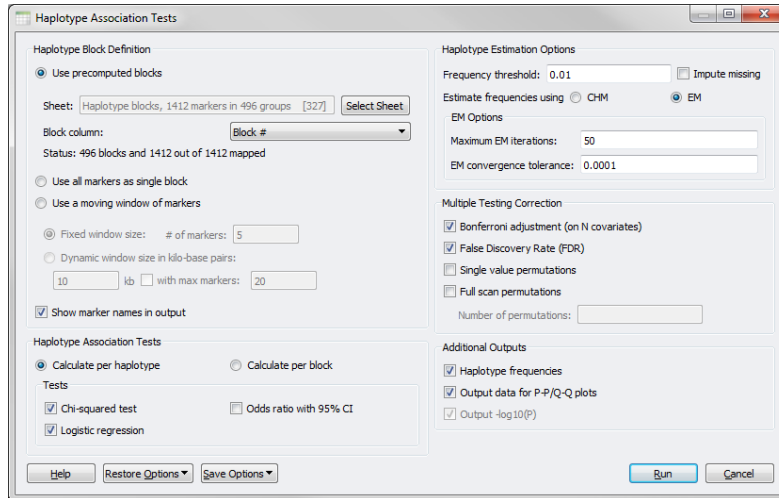 Haplotype Association Tests
Haplotype Block Definition
Use precomputed blocks
Sheet: Haplotype blocks, 1412 markers in 496 groups [327] Select Sheet
Block column: Block #
Status: 496 blocks and 1412 out of 1412 mapped
Use all markers as single block
Use a moving window of markers
Fixed window size: # of markers: 5
Dynamic window size in kilo-base pairs:
10 kb with max markers: 20
Show marker names in output
Haplotype Association Tests
Calculate per haplotype Calculate per block
Tests
Chi-squared test Odds ratio with 95% CI
Logistic regression
Haplotype Estimation Options
Frequency threshold: 0.01 Impute missing
Estimate frequencies using CHM EM
EM Options
Maximum EM iterations: 50
EM convergence tolerance: 0.0001
Multiple Testing Correction
Bonferroni adjustment (on N covariates)
False Discovery Rate (FDR)
Single value permutations
Full scan permutations
Number of permutations:
Additional Outputs
Haplotype frequencies
Output data for P-P/Q-Q plots
Output -log10(P)
Help Restore Options Save Options Run Cancel